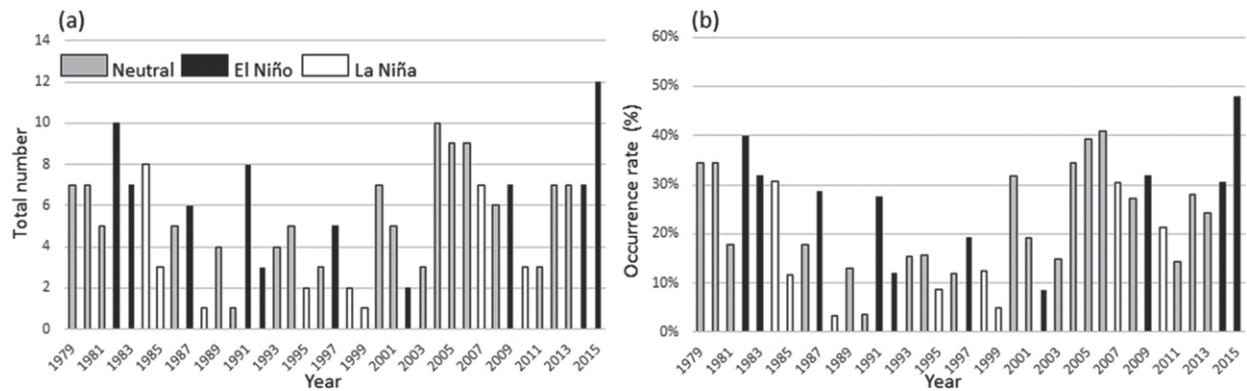 (a)
14
12
10
8
6
4
2
0
Total number
Neutral El Niño La Niña
1979 1981 1983 1985 1987 1989 1991 1993 1995 1997 1999 2001 2003 2005 2007 2009 2011 2013 2015
Year
(b)
60%
50%
40%
30%
20%
10%
0%
Occurrence rate (%)
1979 1981 1983 1985 1987 1989 1991 1993 1995 1997 1999 2001 2003 2005 2007 2009 2011 2013 2015
Year